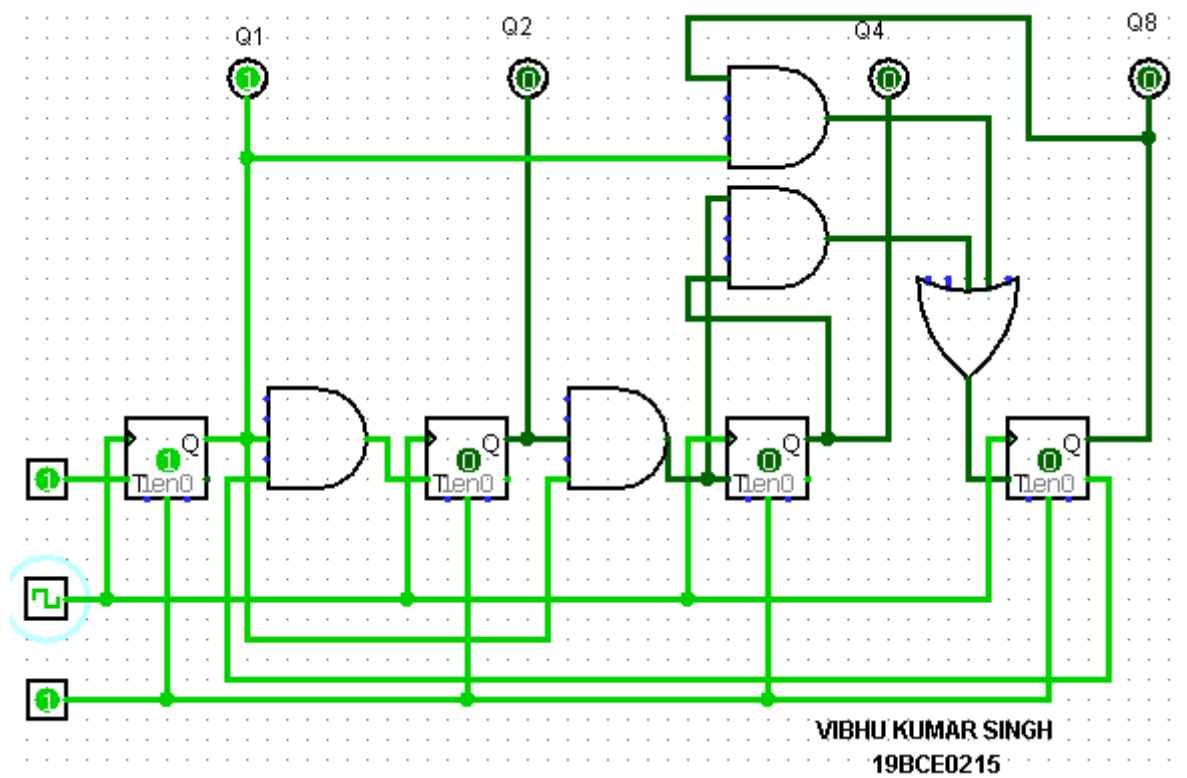 Q1 Q2 Q4 Q8
1 0 0 0
Q Q Q Q
1 0 0 0
1 T1en0 T1en0 T1en0 T1en0
1
VIBHU KUMAR SINGH
19BCE0215